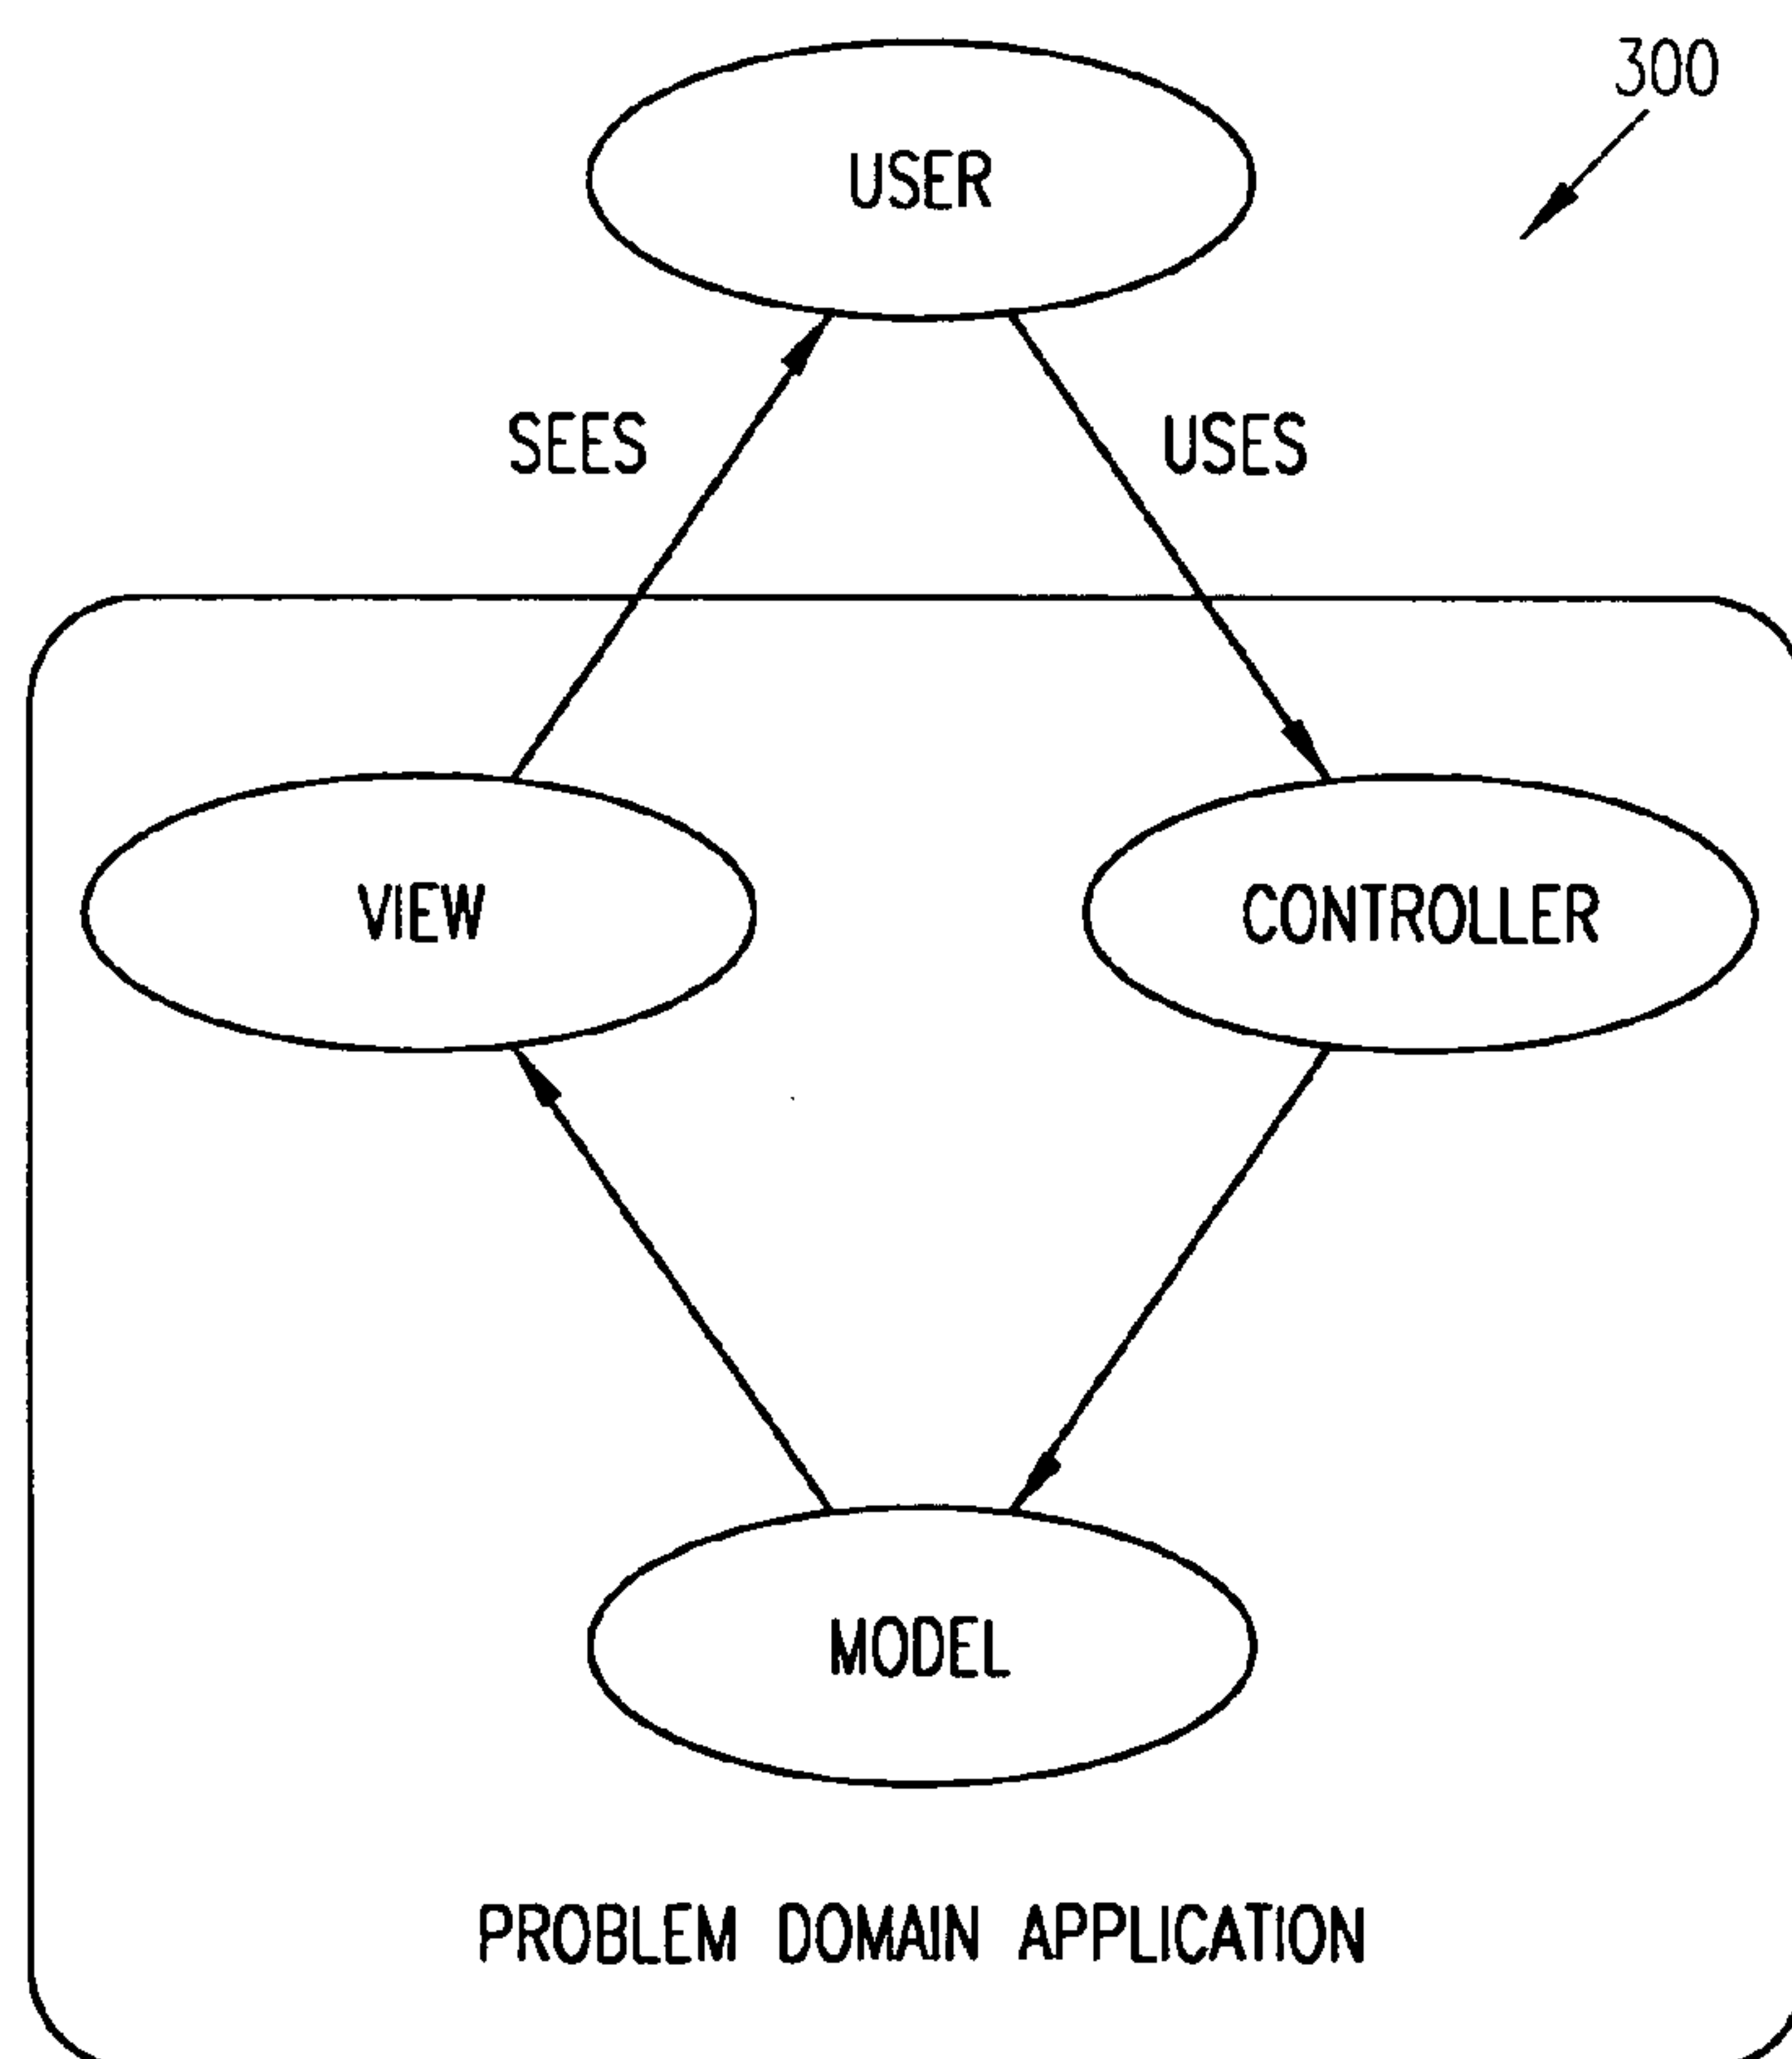 300
USER
SEES
USES
VIEW
CONTROLLER
MODEL
PROBLEM DOMAIN APPLICATION